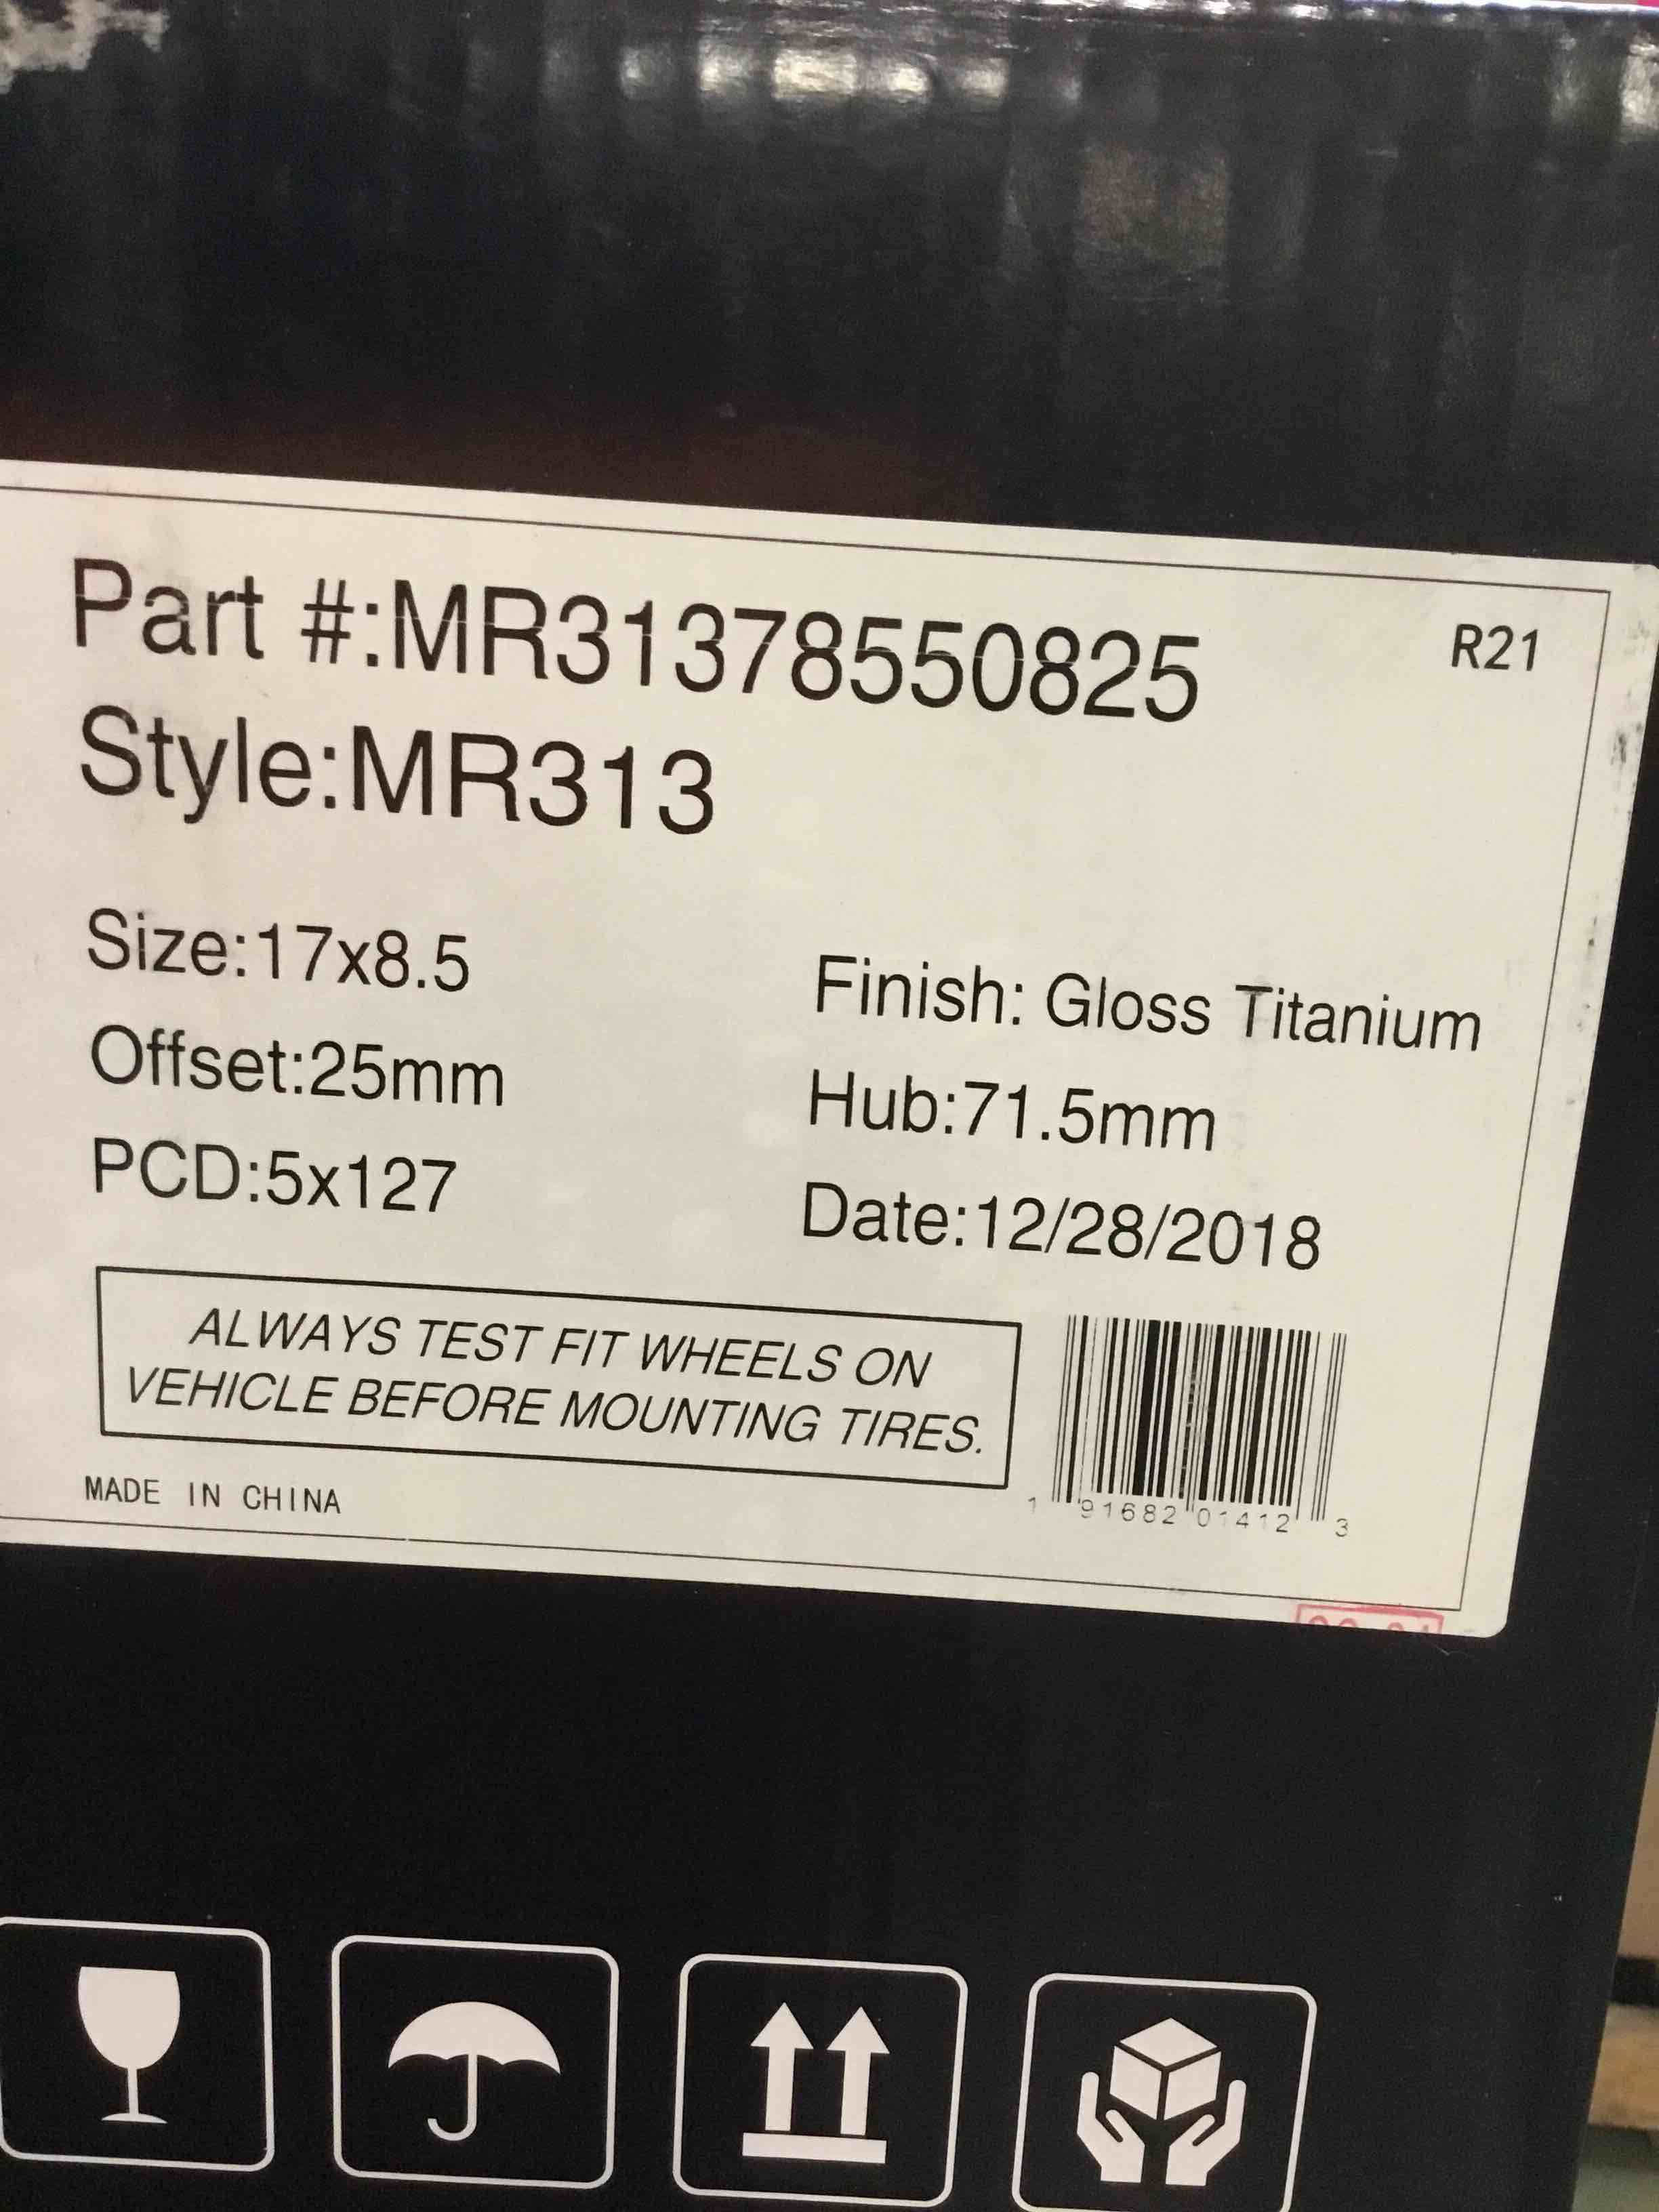 Part #:MR31378550825
R21
Style:MR313
Size:17x8.5
Finish: Gloss Titanium
Offset:25mm
Hub:71.5mm
PCD:5x127
Date:12/28/2018
ALWAYS TEST FIT WHEELS ON
VEHICLE BEFORE MOUNTING TIRES.
MADE IN CHINA
1 91682 01412 3